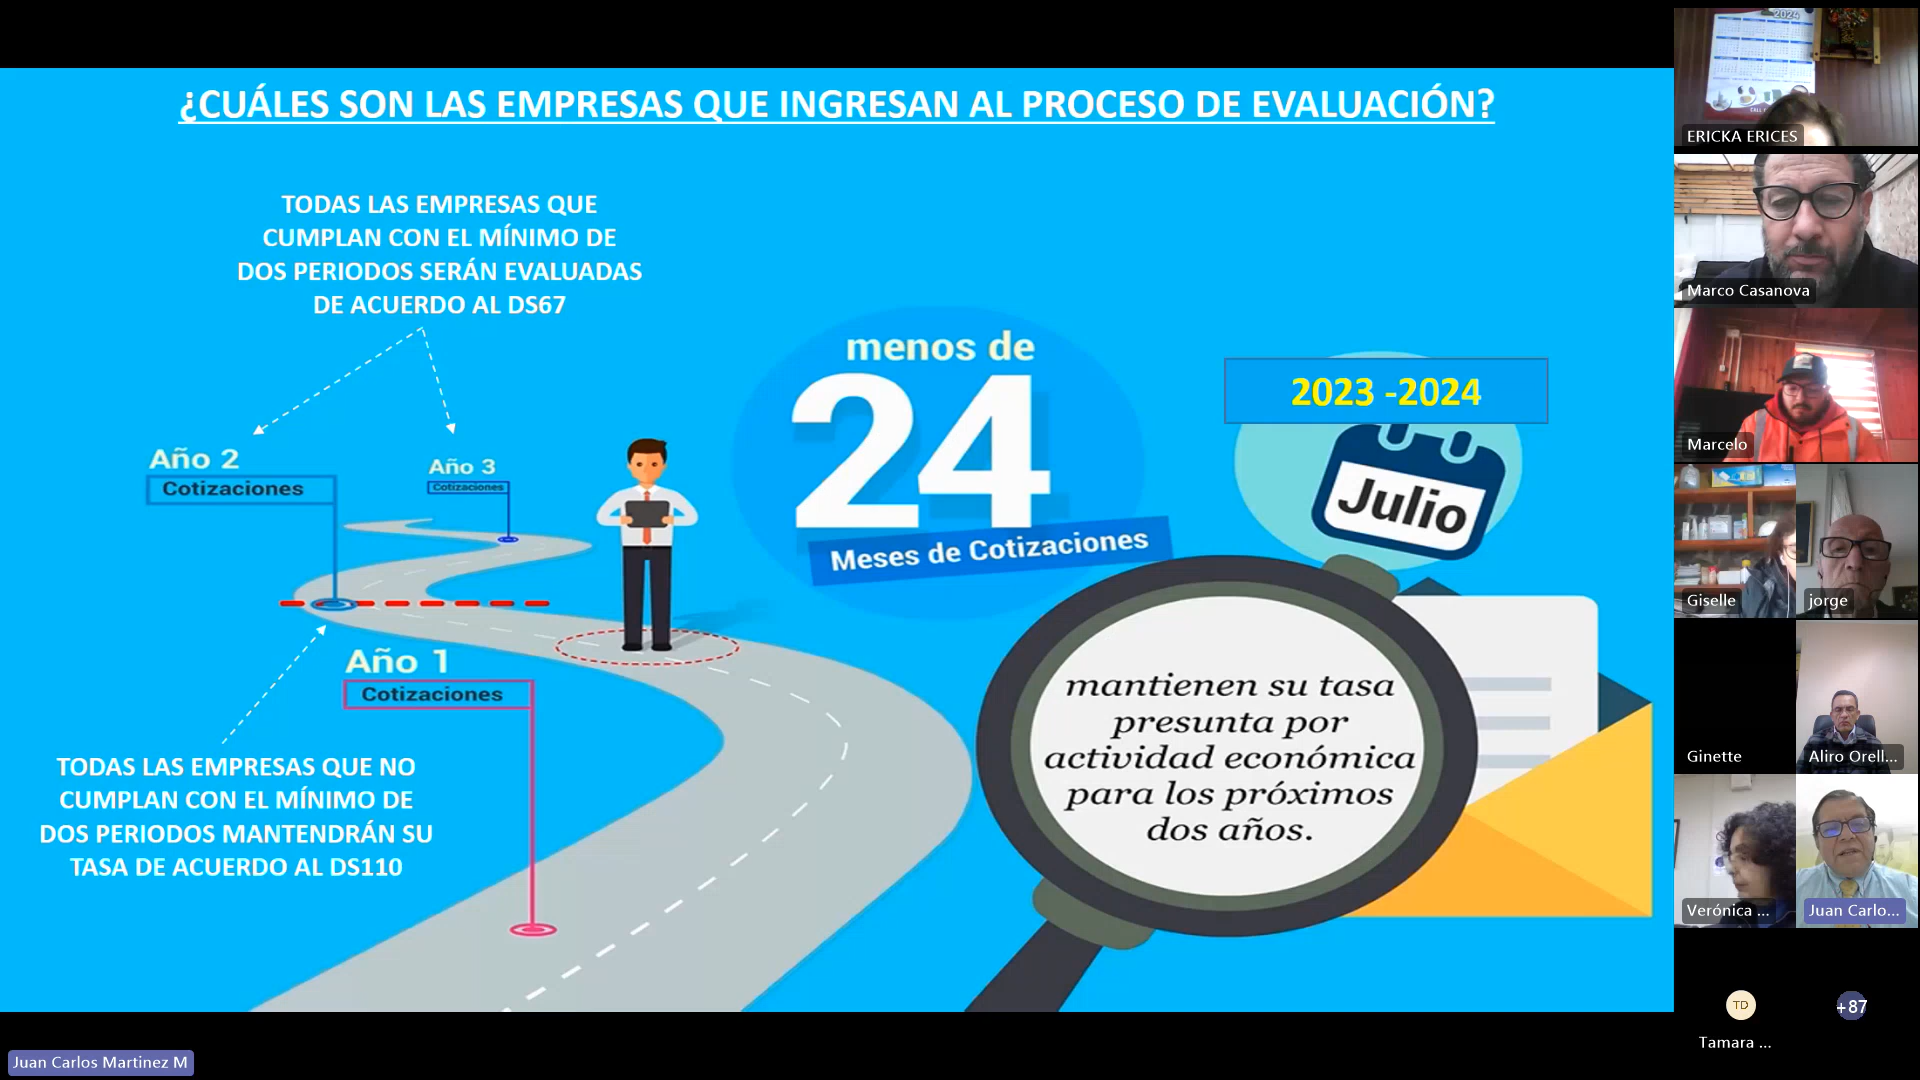 ¿CUÁLES SON LAS EMPRESAS QUE INGRESAN AL PROCESO DE EVALUACIÓN?
TODAS LAS EMPRESAS QUE
CUMPLAN CON EL MÍNIMO DE
DOS PERIODOS SERÁN EVALUADAS
DE ACUERDO AL DS67
menos de
24
Meses de Cotizaciones
2023 -2024
Julio
Año 2
Cotizaciones
Año 3
Cotizaciones
Año 1
Cotizaciones
TODAS LAS EMPRESAS QUE NO
CUMPLAN CON EL MÍNIMO DE
DOS PERIODOS MANTENDRÁN SU
TASA DE ACUERDO AL DS110
mantienen su tasa
presunta por
actividad económica
para los próximos
dos años.
Juan Carlos Martinez M
2024
ERICKA ERICES
Marco Casanova
Marcelo
Giselle
jorge
Ginette
Aliro Orell...
Verónica ...
Juan Carlo...
TD
Tamara ...
+87